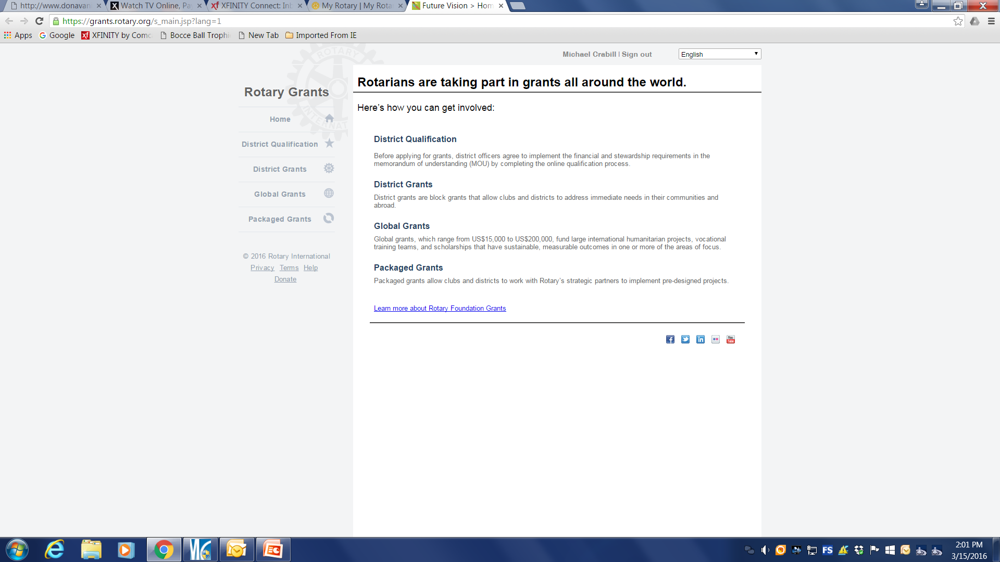 http://www.donavan
Watch TV Online, Pa
XFINITY Connect: Inb
My Rotary | My Rota
Future Vision > Hom
https://grants.rotary.org/s_main.jsp?lang=1
Apps
Google
XFINITY by Comc
Bocce Ball Trophi
New Tab
Imported From IE
Michael Crabill | Sign out
English
ROTARY
INTERNAT
Rotary Grants
Home
District Qualification
District Grants
Global Grants
Packaged Grants
© 2016 Rotary International
Privacy Terms Help
Donate
Rotarians are taking part in grants all around the world.
Here’s how you can get involved:
District Qualification
Before applying for grants, district officers agree to implement the financial and stewardship requirements in the
memorandum of understanding (MOU) by completing the online qualification process.
District Grants
District grants are block grants that allow clubs and districts to address immediate needs in their communities and
abroad.
Global Grants
Global grants, which range from US$15,000 to US$200,000, fund large international humanitarian projects, vocational
training teams, and scholarships that have sustainable, measurable outcomes in one or more of the areas of focus.
Packaged Grants
Packaged grants allow clubs and districts to work with Rotary’s strategic partners to implement pre-designed projects.
Learn more about Rotary Foundation Grants
You Tube
FS
2:01 PM
3/15/2016